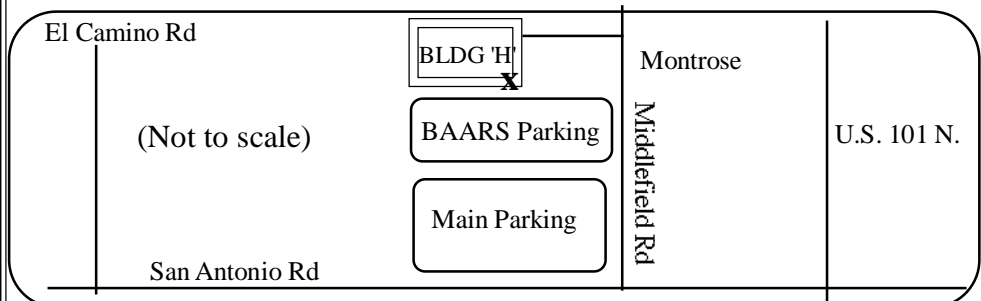 El Camino Rd
BLDG 'H'
X
Montrose
(Not to scale)
BAARS Parking
Middlefield Rd
U.S. 101 N.
Main Parking
San Antonio Rd